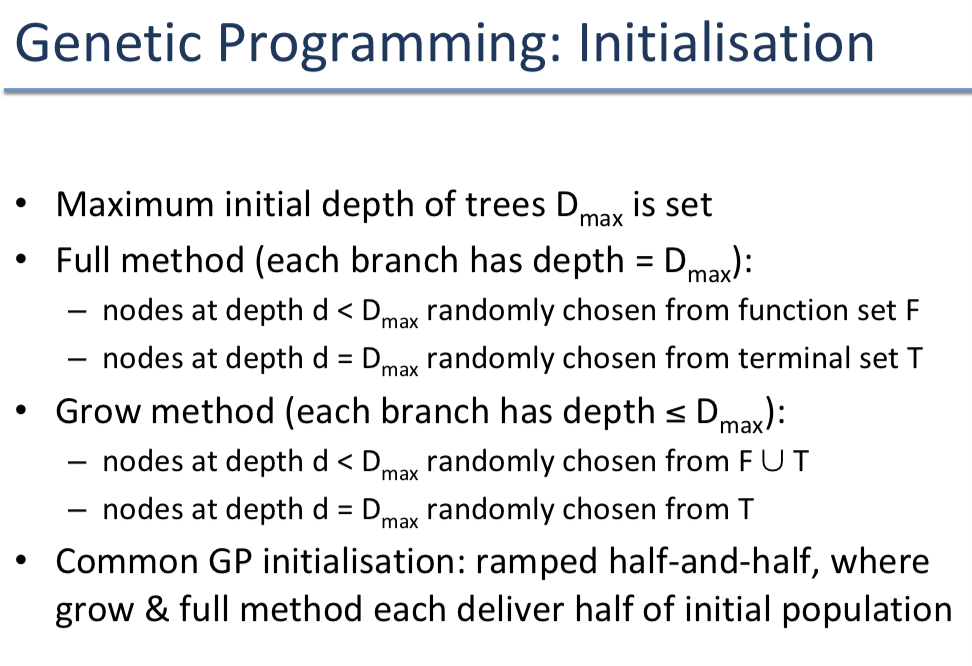 Genetic Programming: Initialisation
• Maximum initial depth of trees Dmax is set
• Full method (each branch has depth = Dmax):
– nodes at depth d < Dmax randomly chosen from function set F
– nodes at depth d = Dmax randomly chosen from terminal set T
• Grow method (each branch has depth ≤ Dmax):
– nodes at depth d < Dmax randomly chosen from F ∪ T
– nodes at depth d = Dmax randomly chosen from T
• Common GP initialisation: ramped half-and-half, where
grow & full method each deliver half of initial population